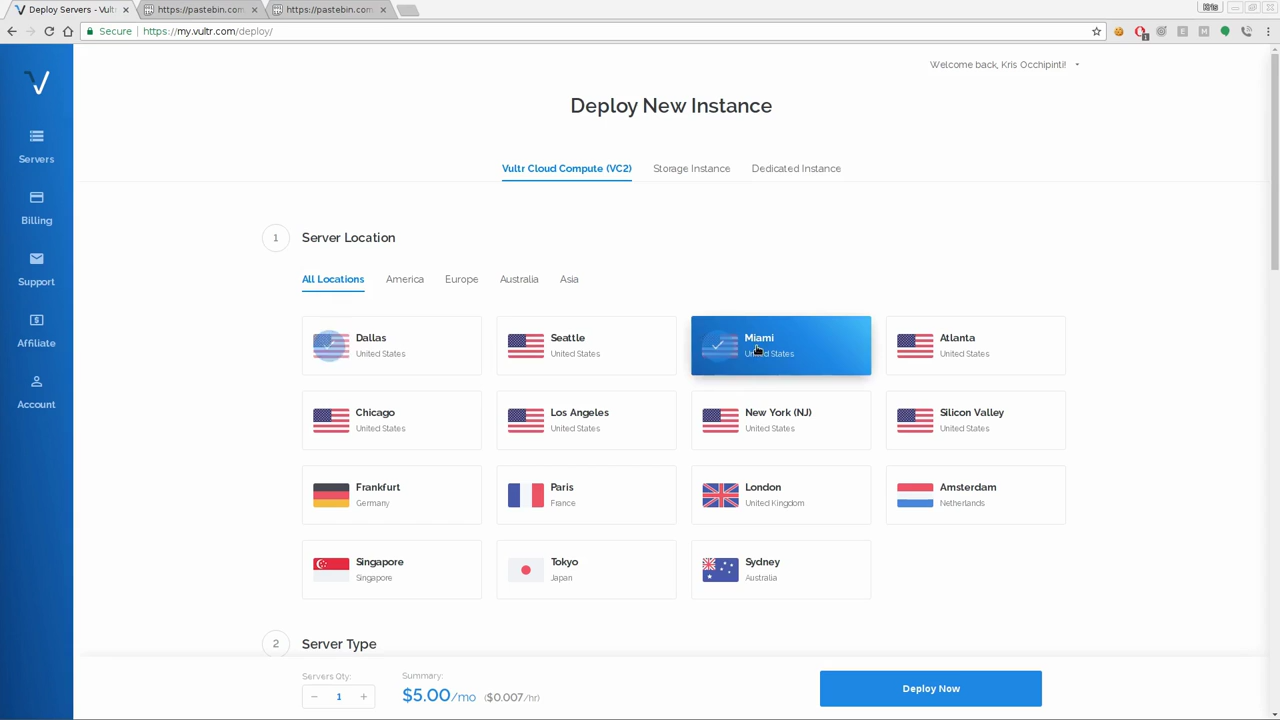 Deploy Servers - Vultr
https://pastebin.com
https://pastebin.com
Kris
Secure
https://my.vultr.com/deploy/
Welcome back, Kris Occhipinti!
Deploy New Instance
Vultr Cloud Compute (VC2)
Storage Instance
Dedicated Instance
Servers
Billing
Support
Affiliate
Account
1
Server Location
All Locations
America
Europe
Australia
Asia
Dallas
United States
Seattle
United States
Miami
United States
Atlanta
United States
Chicago
United States
Los Angeles
United States
New York (NJ)
United States
Silicon Valley
United States
Frankfurt
Germany
Paris
France
London
United Kingdom
Amsterdam
Netherlands
Singapore
Singapore
Tokyo
Japan
Sydney
Australia
2
Server Type
Servers Qty:
− 1 +
Summary:
$5.00/mo ($0.007/hr)
Deploy Now